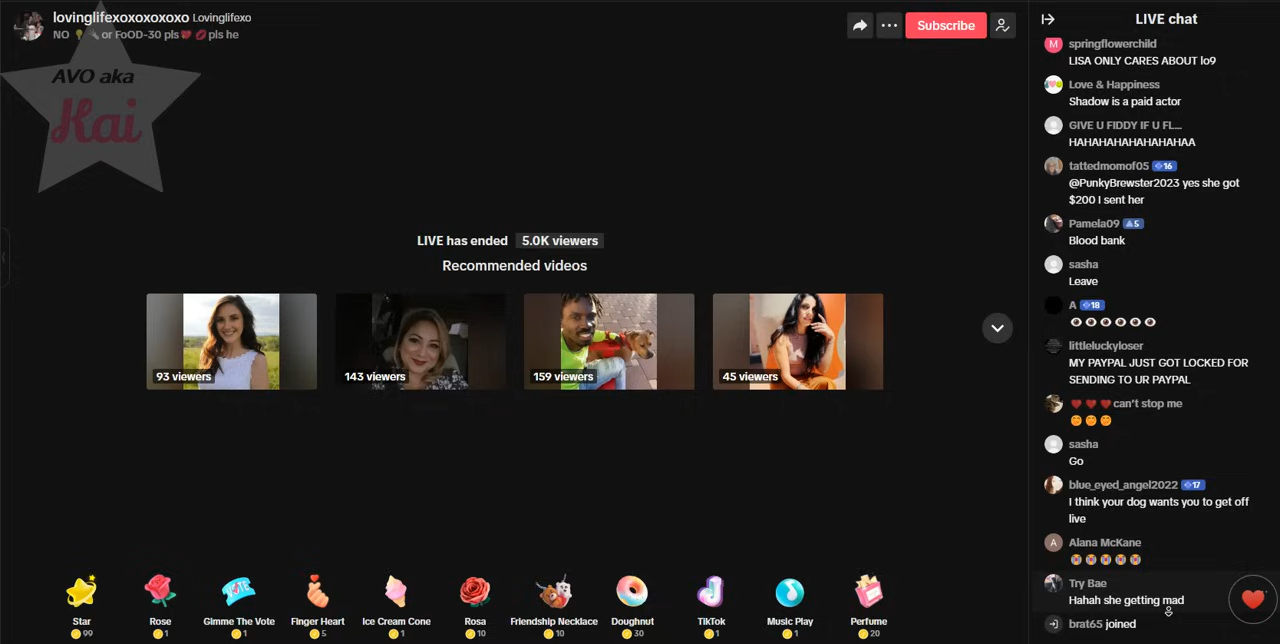 lovinglifexoxoxoxoxo Lovinglifexo
NO or FoOD-30 pls pls he
Subscribe
AVO aka
Kai
LIVE has ended 5.0K viewers
Recommended videos
93 viewers
143 viewers
159 viewers
45 viewers
Star
99
Rose
1
Gimme The Vote
1
Finger Heart
5
Ice Cream Cone
1
Rosa
10
Friendship Necklace
10
Doughnut
30
TikTok
1
Music Play
1
Perfume
20
LIVE chat
M springflowerchild
LISA ONLY CARES ABOUT lo9
Love & Happiness
Shadow is a paid actor
GIVE U FIDDY IF U FL...
HAHAHAHAHAHAHAHAA
tattedmomof05 16
@PunkyBrewster2023 yes she got
$200 I sent her
Pamela09 5
Blood bank
sasha
Leave
A 18
littleluckyloser
MY PAYPAL JUST GOT LOCKED FOR
SENDING TO UR PAYPAL
can't stop me
sasha
Go
blue_eyed_angel2022 17
I think your dog wants you to get off
live
A Alana McKane
Try Bae
Hahah she getting mad
brat65 joined